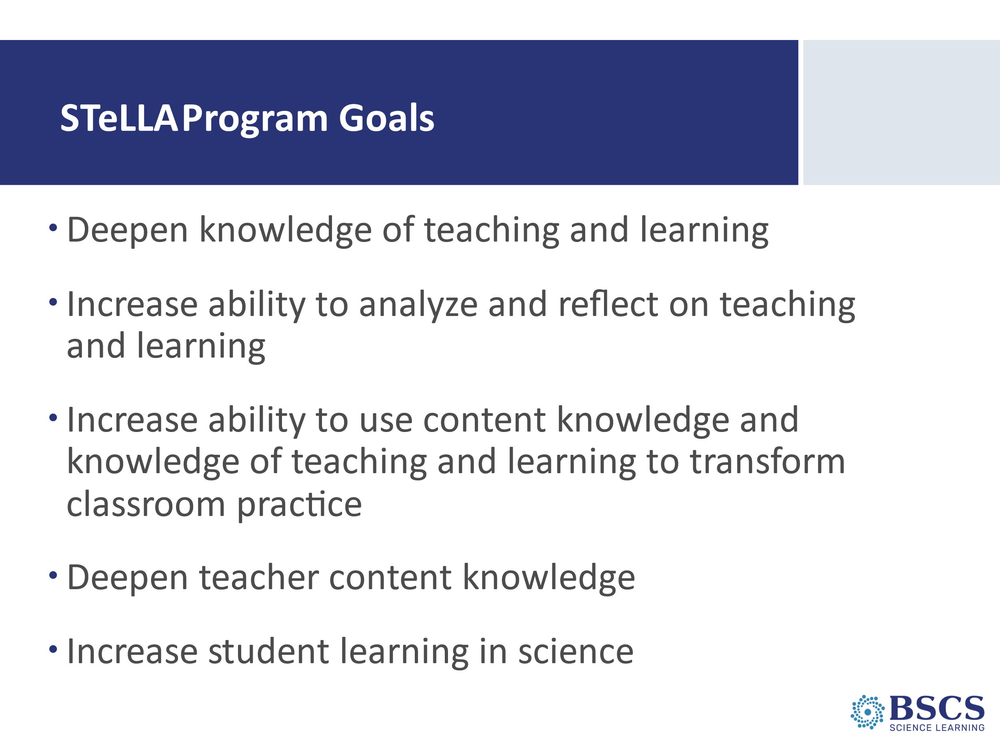 STeLLA Program Goals
• Deepen knowledge of teaching and learning
• Increase ability to analyze and reflect on teaching
and learning
• Increase ability to use content knowledge and
knowledge of teaching and learning to transform
classroom practice
• Deepen teacher content knowledge
• Increase student learning in science
BSCS
SCIENCE LEARNING